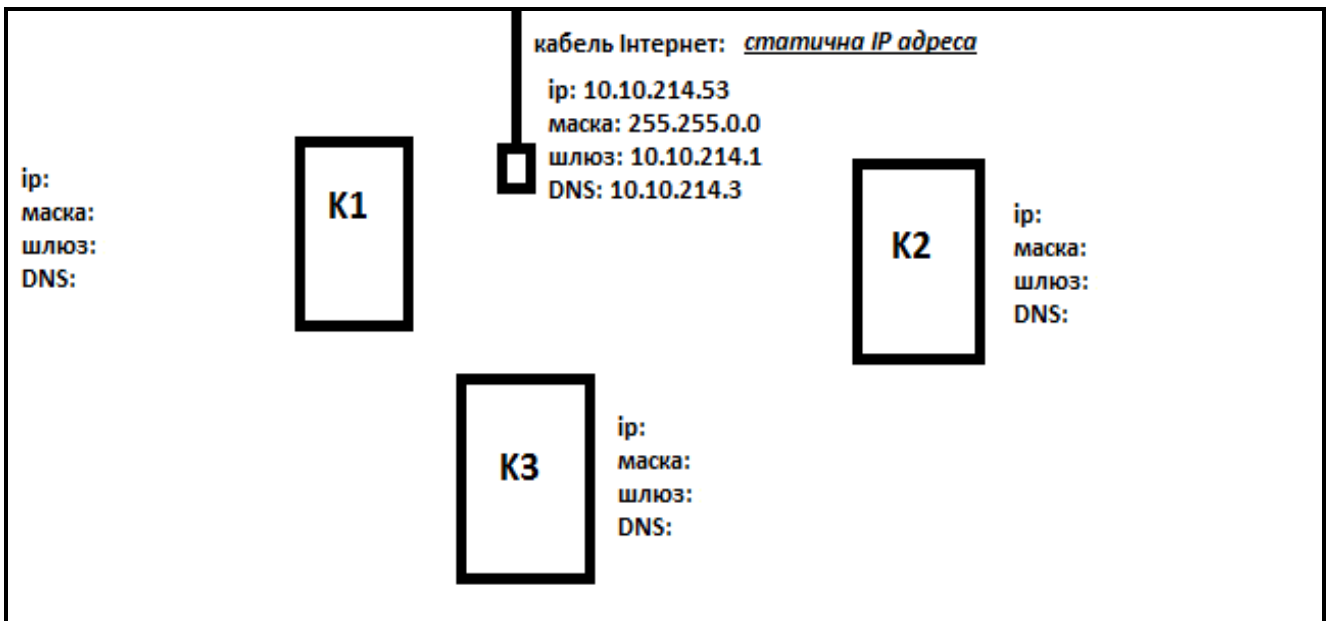 кабель Інтернет: статична IP адреса
ip: 10.10.214.53
маска: 255.255.0.0
шлюз: 10.10.214.1
DNS: 10.10.214.3
K1
ip:
маска:
шлюз:
DNS:
K2
ip:
маска:
шлюз:
DNS:
K3
ip:
маска:
шлюз:
DNS: